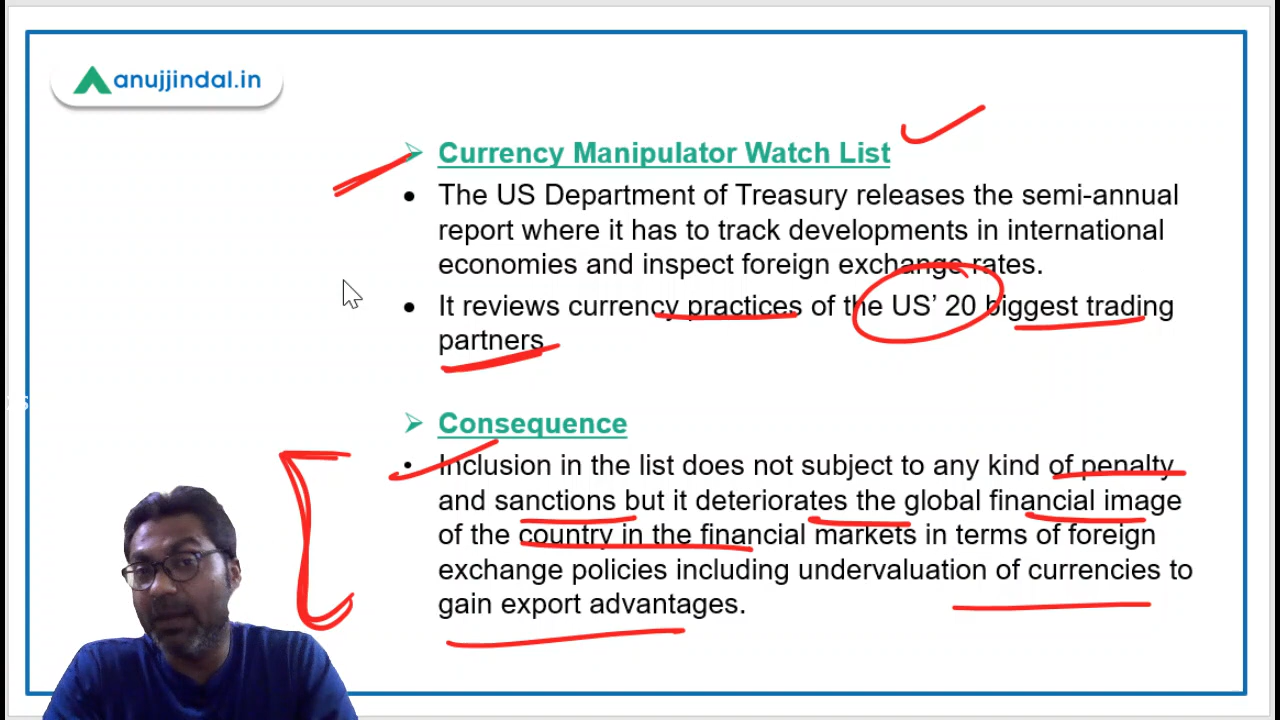 anujjindal.in
Currency Manipulator Watch List
The US Department of Treasury releases the semi-annual
report where it has to track developments in international
economies and inspect foreign exchange rates.
It reviews currency practices of the US’ 20 biggest trading
partners
Consequence
Inclusion in the list does not subject to any kind of penalty
and sanctions but it deteriorates the global financial image
of the country in the financial markets in terms of foreign
exchange policies including undervaluation of currencies to
gain export advantages.